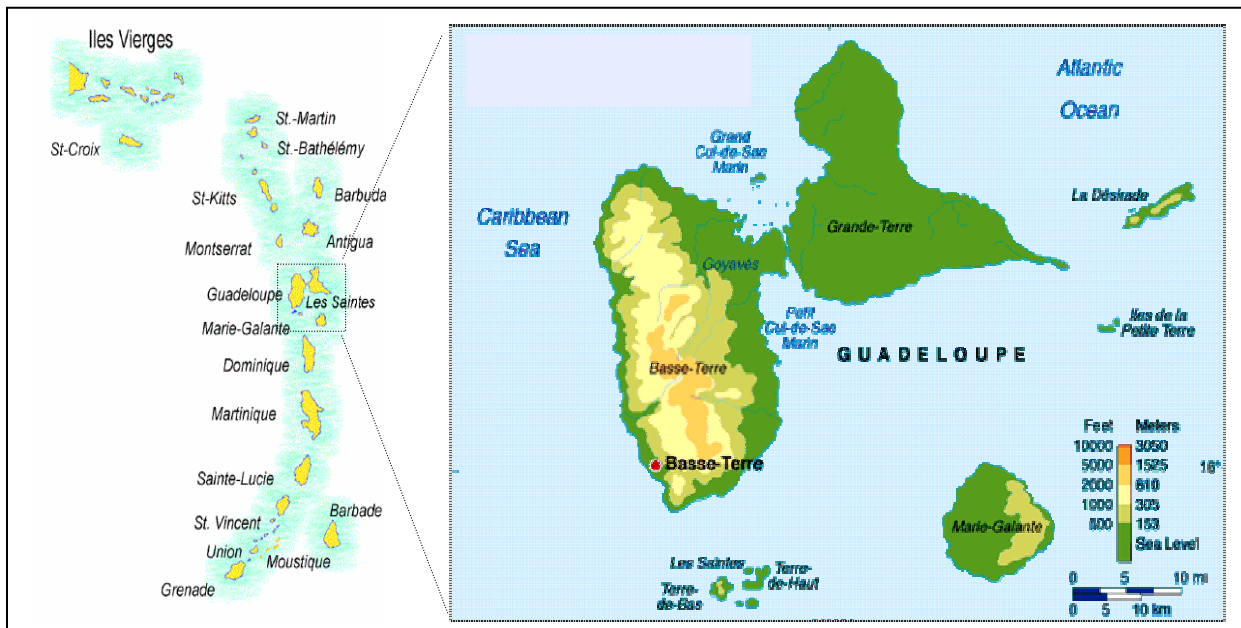 Iles Vierges
St.-Martin
St-Croix
St.-Bathélémy
St-Kitts
Barbuda
Montserrat
Antigua
Guadeloupe
Les Saintes
Marie-Galante
Dominique
Martinique
Sainte-Lucie
St. Vincent
Barbade
Union
Moustique
Grenade
Atlantic
Ocean
Grand
Cul-de-Sac
Marin
La Désirade
Caribbean
Sea
Grande-Terre
Goyaves
Petit
Cul-de-Sac
Marin
Iles de la
Petite Terre
GUADELOUPE
Basse-Terre
Basse-Terre
Marie-Galante
Les Saintes
Terre-
de-Haut
Terre-
de-Bas
Feet Meters
10000 3050
5000 1525
2000 610
1000 305
500 153
Sea Level
16°
0 5 10 mi
0 5 10 km